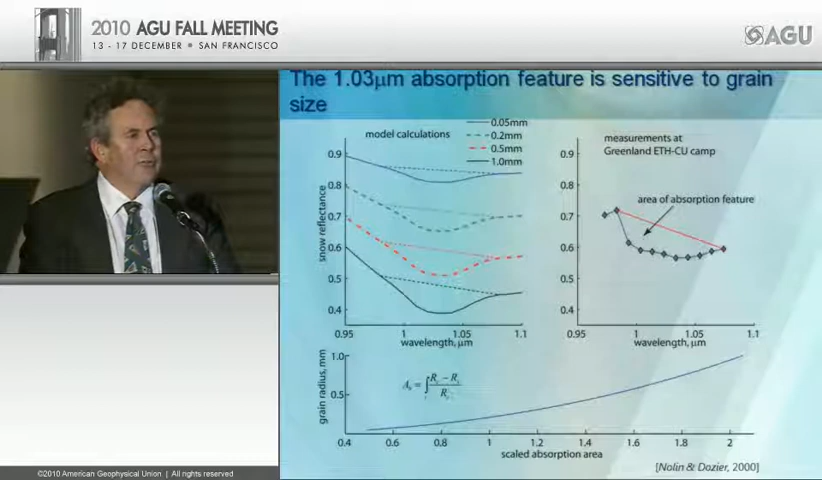 2010 AGU FALL MEETING
13 - 17 DECEMBER SAN FRANCISCO
AGU
The 1.03µm absorption feature is sensitive to grain
size
model calculations
0.05mm
0.2mm
0.5mm
1.0mm
snow reflectance
0.9
0.8
0.7
0.6
0.5
0.4
0.95
1
1.05
1.1
wavelength, µm
measurements at
Greenland ETH-CU camp
area of absorption feature
0.9
0.8
0.7
0.6
0.5
0.4
0.95
1
1.05
1.1
wavelength, µm
grain radius, mm
1.0
0.5
0.4
0.6
0.8
1
1.2
1.4
1.6
1.8
2
scaled absorption area
[Nolin & Dozier, 2000]
©2010 American Geophysical Union | All rights reserved